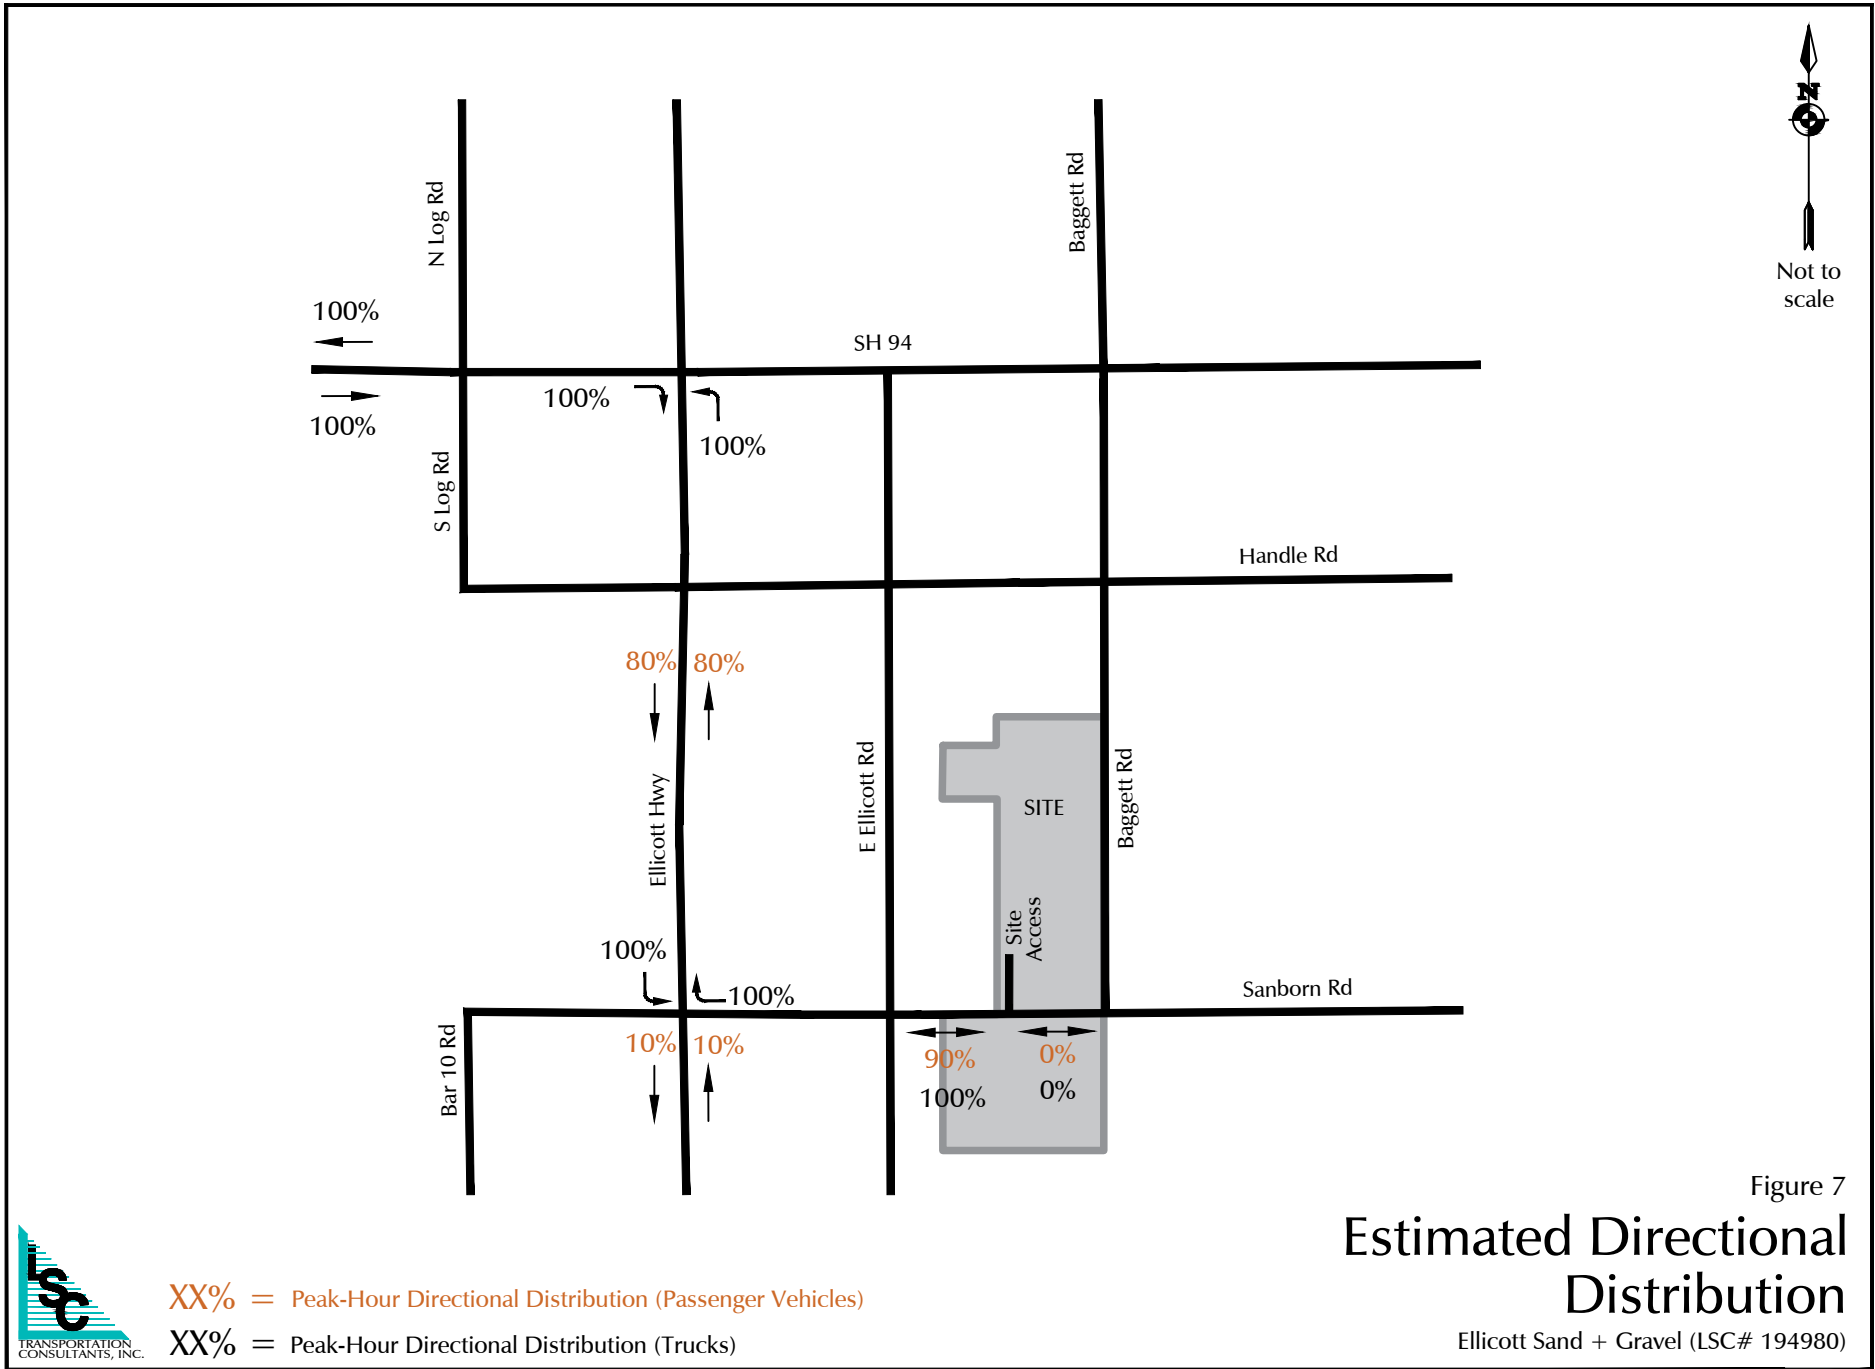 N
Not to
scale
N Log Rd
Baggett Rd
100%
SH 94
100%
100%
100%
S Log Rd
Handle Rd
80% 80%
Ellicott Hwy
E Ellicott Rd
SITE
Baggett Rd
Site
Access
100%
100%
Sanborn Rd
Bar 10 Rd
10% 10%
90%
100%
0%
0%
Figure 7
Estimated Directional
Distribution
Ellicott Sand + Gravel (LSC# 194980)
LSC
TRANSPORTATION
CONSULTANTS, INC.
XX% = Peak-Hour Directional Distribution (Passenger Vehicles)
XX% = Peak-Hour Directional Distribution (Trucks)